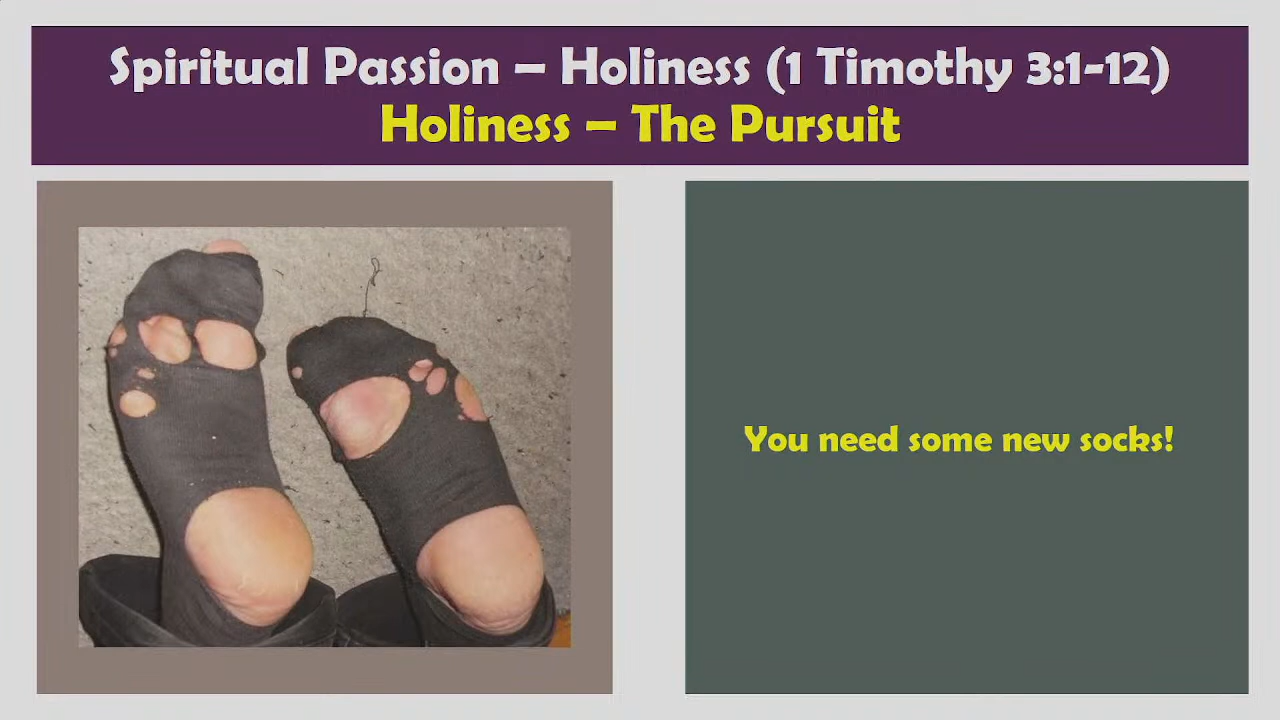 Spiritual Passion – Holiness (1 Timothy 3:1-12)
Holiness – The Pursuit
You need some new socks!